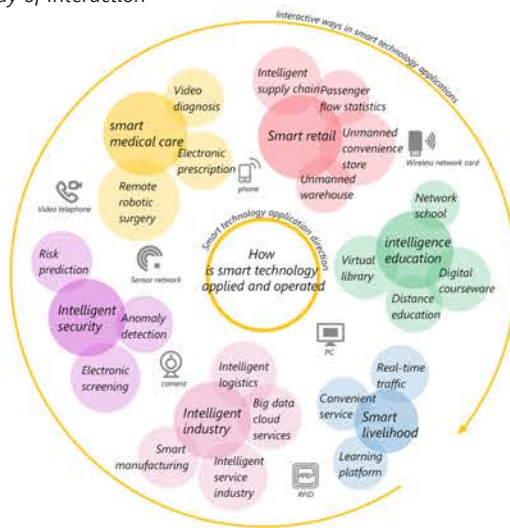 way of interaction
Interactive ways in smart technology applications
Video
diagnosis
smart
medical care
Electronic
prescription
Remote
robotic
surgery
Intelligent
supply chain
Passenger
flow statistics
Smart retail
Unmanned
convenience
store
Unmanned
warehouse
phone
Wireless network card
Video telephone
Network
school
intelligence
education
Virtual
library
Digital
courseware
Distance
education
Smart technology application direction
How
is smart technology
applied and operated
Risk
prediction
Sensor network
Intelligent
security
Anomaly
detection
Electronic
screening
camera
PC
Intelligent
logistics
Intelligent
industry
Big data
cloud
services
Smart
manufacturing
Intelligent
service
industry
RFID
Real-time
traffic
Convenient
service
Smart
livelihood
Learning
platform